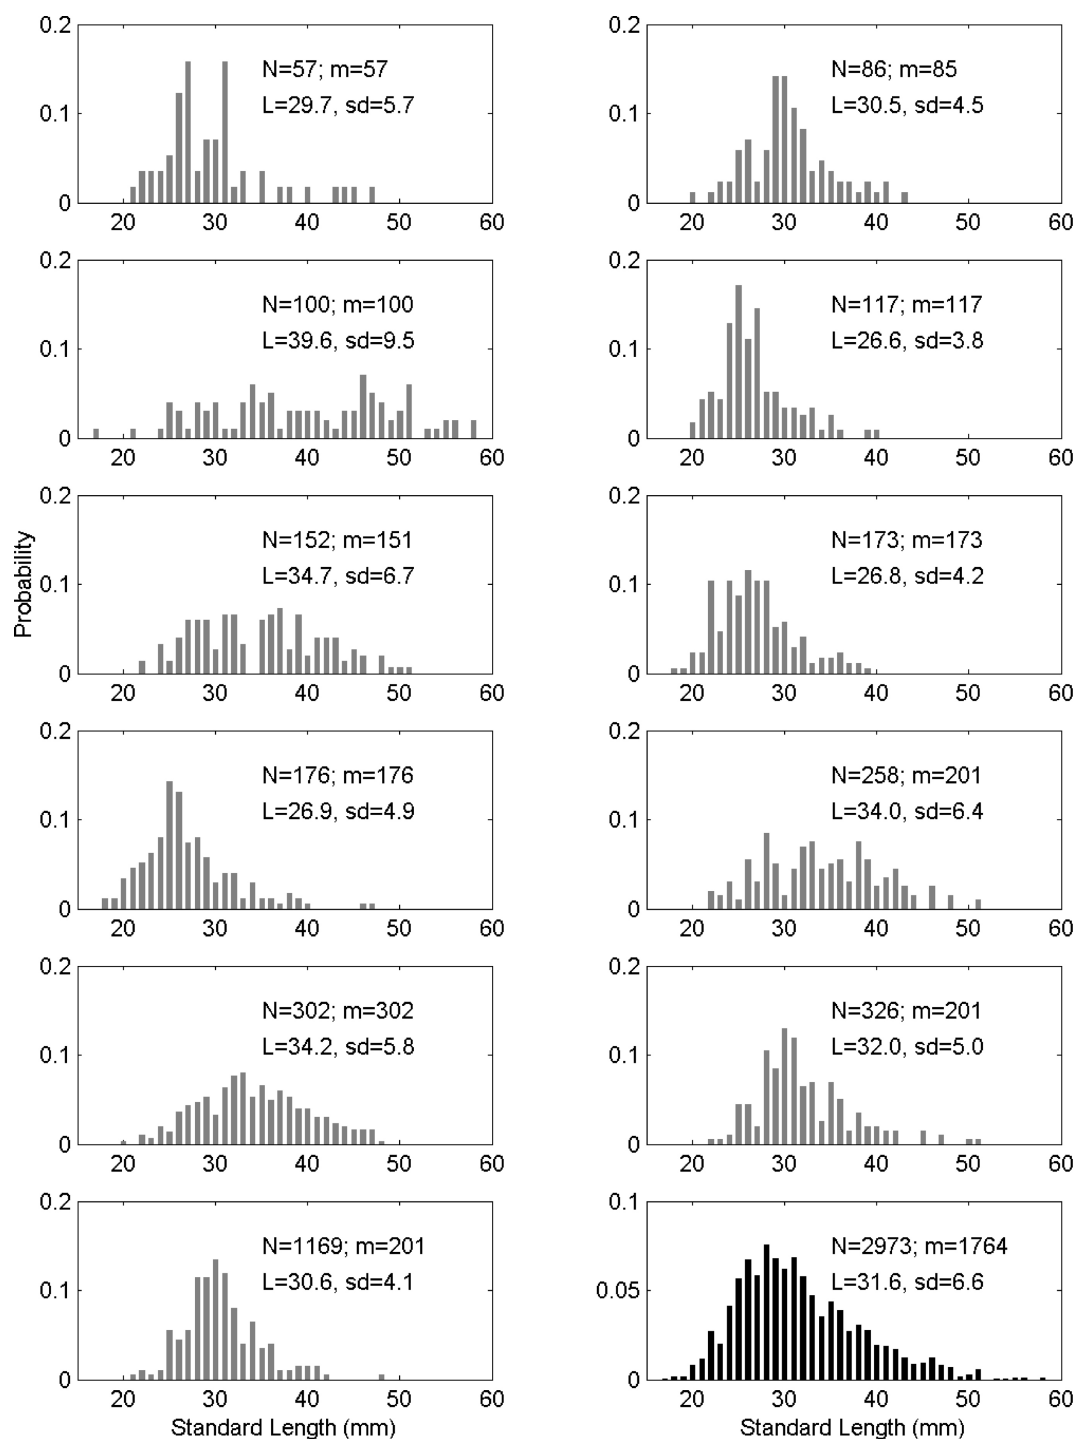 0.2
0.1
0
20 30 40 50 60
N=57; m=57
L=29.7, sd=5.7
0.2
0.1
0
20 30 40 50 60
N=86; m=85
L=30.5, sd=4.5
0.2
0.1
0
20 30 40 50 60
N=100; m=100
L=39.6, sd=9.5
0.2
0.1
0
20 30 40 50 60
N=117; m=117
L=26.6, sd=3.8
Probability
0.2
0.1
0
20 30 40 50 60
N=152; m=151
L=34.7, sd=6.7
0.2
0.1
0
20 30 40 50 60
N=173; m=173
L=26.8, sd=4.2
0.2
0.1
0
20 30 40 50 60
N=176; m=176
L=26.9, sd=4.9
0.2
0.1
0
20 30 40 50 60
N=258; m=201
L=34.0, sd=6.4
0.2
0.1
0
20 30 40 50 60
N=302; m=302
L=34.2, sd=5.8
0.2
0.1
0
20 30 40 50 60
N=326; m=201
L=32.0, sd=5.0
0.2
0.1
0
20 30 40 50 60
N=1169; m=201
L=30.6, sd=4.1
Standard Length (mm)
0.1
0.05
0
20 30 40 50 60
N=2973; m=1764
L=31.6, sd=6.6
Standard Length (mm)